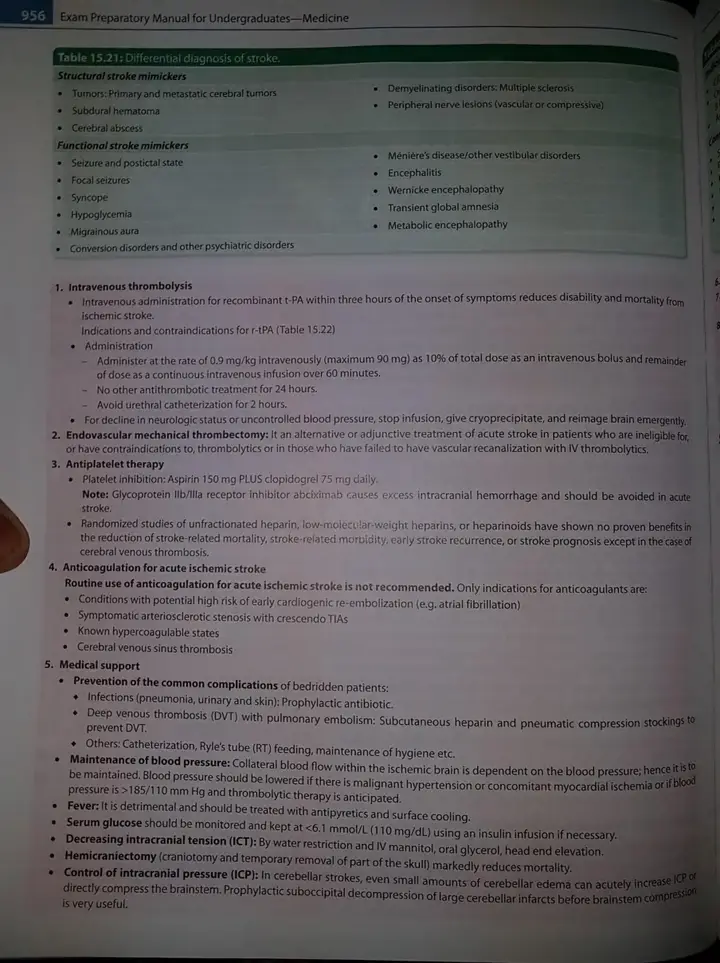 956 Exam Preparatory Manual for Undergraduates—Medicine
Table 15.21: Differential diagnosis of stroke.
Structural stroke mimickers
• Tumors: Primary and metastatic cerebral tumors
• Subdural hematoma
• Cerebral abscess
• Demyelinating disorders: Multiple sclerosis
• Peripheral nerve lesions (vascular or compressive)
Functional stroke mimickers
• Seizure and postictal state
• Focal seizures
• Syncope
• Hypoglycemia
• Migrainous aura
• Conversion disorders and other psychiatric disorders
• Ménière's disease/other vestibular disorders
• Encephalitis
• Wernicke encephalopathy
• Transient global amnesia
• Metabolic encephalopathy
1. Intravenous thrombolysis
• Intravenous administration for recombinant t-PA within three hours of the onset of symptoms reduces disability and mortality from
ischemic stroke.
Indications and contraindications for r-tPA (Table 15.22)
• Administration
– Administer at the rate of 0.9 mg/kg intravenously (maximum 90 mg) as 10% of total dose as an intravenous bolus and remainder
of dose as a continuous intravenous infusion over 60 minutes.
– No other antithrombotic treatment for 24 hours.
– Avoid urethral catheterization for 2 hours.
• For decline in neurologic status or uncontrolled blood pressure, stop infusion, give cryoprecipitate, and reimage brain emergently.
2. Endovascular mechanical thrombectomy: It an alternative or adjunctive treatment of acute stroke in patients who are ineligible for,
or have contraindications to, thrombolytics or in those who have failed to have vascular recanalization with IV thrombolytics.
3. Antiplatelet therapy
• Platelet inhibition: Aspirin 150 mg PLUS clopidogrel 75 mg daily.
Note: Glycoprotein IIb/IIIa receptor inhibitor abciximab causes excess intracranial hemorrhage and should be avoided in acute
stroke.
• Randomized studies of unfractionated heparin, low-molecular-weight heparins, or heparinoids have shown no proven benefits in
the reduction of stroke-related mortality, stroke-related morbidity, early stroke recurrence, or stroke prognosis except in the case of
cerebral venous thrombosis.
4. Anticoagulation for acute ischemic stroke
Routine use of anticoagulation for acute ischemic stroke is not recommended. Only indications for anticoagulants are:
• Conditions with potential high risk of early cardiogenic re-embolization (e.g. atrial fibrillation)
• Symptomatic arteriosclerotic stenosis with crescendo TIAs
• Known hypercoagulable states
• Cerebral venous sinus thrombosis
5. Medical support
• Prevention of the common complications of bedridden patients:
♦ Infections (pneumonia, urinary and skin): Prophylactic antibiotic.
♦ Deep venous thrombosis (DVT) with pulmonary embolism: Subcutaneous heparin and pneumatic compression stockings to
prevent DVT.
♦ Others: Catheterization, Ryle's tube (RT) feeding, maintenance of hygiene etc.
• Maintenance of blood pressure: Collateral blood flow within the ischemic brain is dependent on the blood pressure; hence it is to
be maintained. Blood pressure should be lowered if there is malignant hypertension or concomitant myocardial ischemia or if blood
pressure is >185/110 mm Hg and thrombolytic therapy is anticipated.
• Fever: It is detrimental and should be treated with antipyretics and surface cooling.
• Serum glucose should be monitored and kept at <6.1 mmol/L (110 mg/dL) using an insulin infusion if necessary.
• Decreasing intracranial tension (ICT): By water restriction and IV mannitol, oral glycerol, head end elevation.
• Hemicraniectomy (craniotomy and temporary removal of part of the skull) markedly reduces mortality.
• Control of intracranial pressure (ICP): In cerebellar strokes, even small amounts of cerebellar edema can acutely increase ICP or
directly compress the brainstem. Prophylactic suboccipital decompression of large cerebellar infarcts before brainstem compression
is very useful.